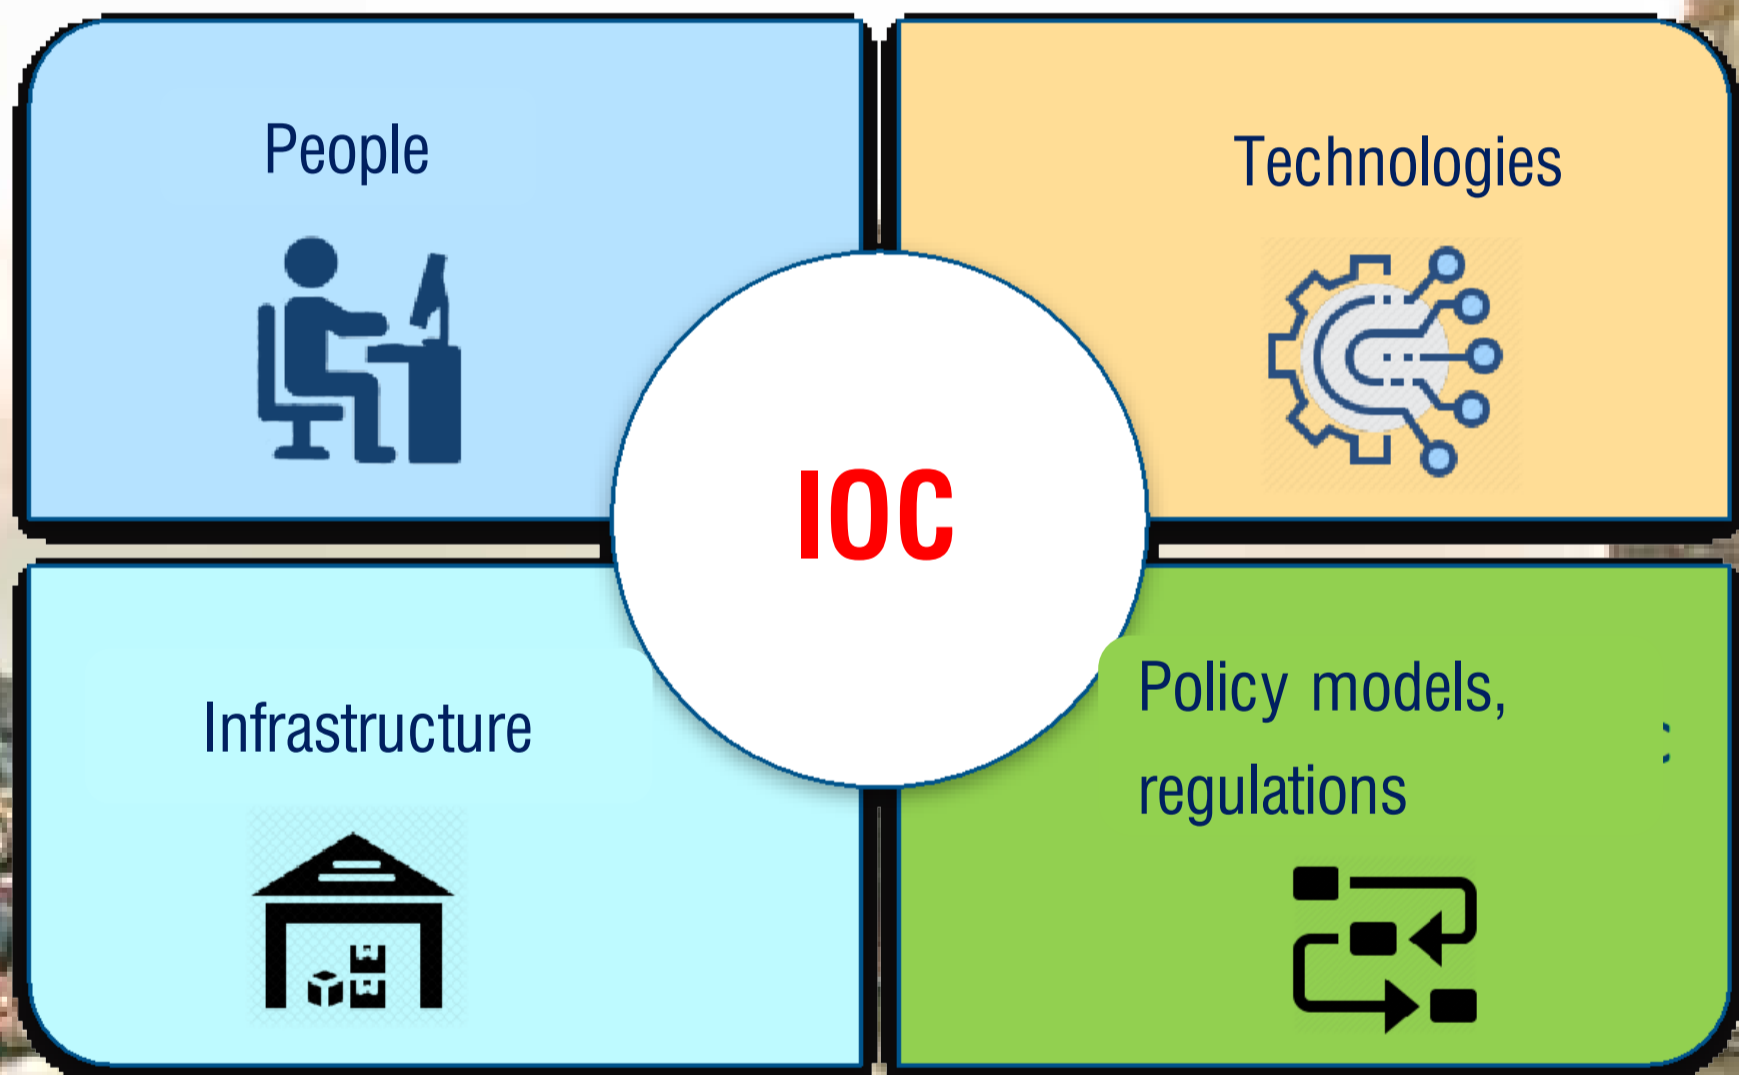 People
Technologies
IOC
Infrastructure
Policy models,
regulations